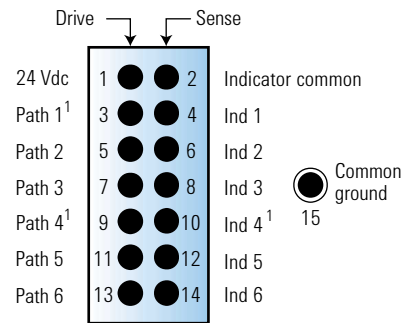 Drive Sense
24 Vdc 1 2 Indicator common
Path 1¹ 3 4 Ind 1
Path 2 5 6 Ind 2
Path 3 7 8 Ind 3
Common
ground
15
Path 4¹ 9 10 Ind 4¹
Path 5 11 12 Ind 5
Path 6 13 14 Ind 6